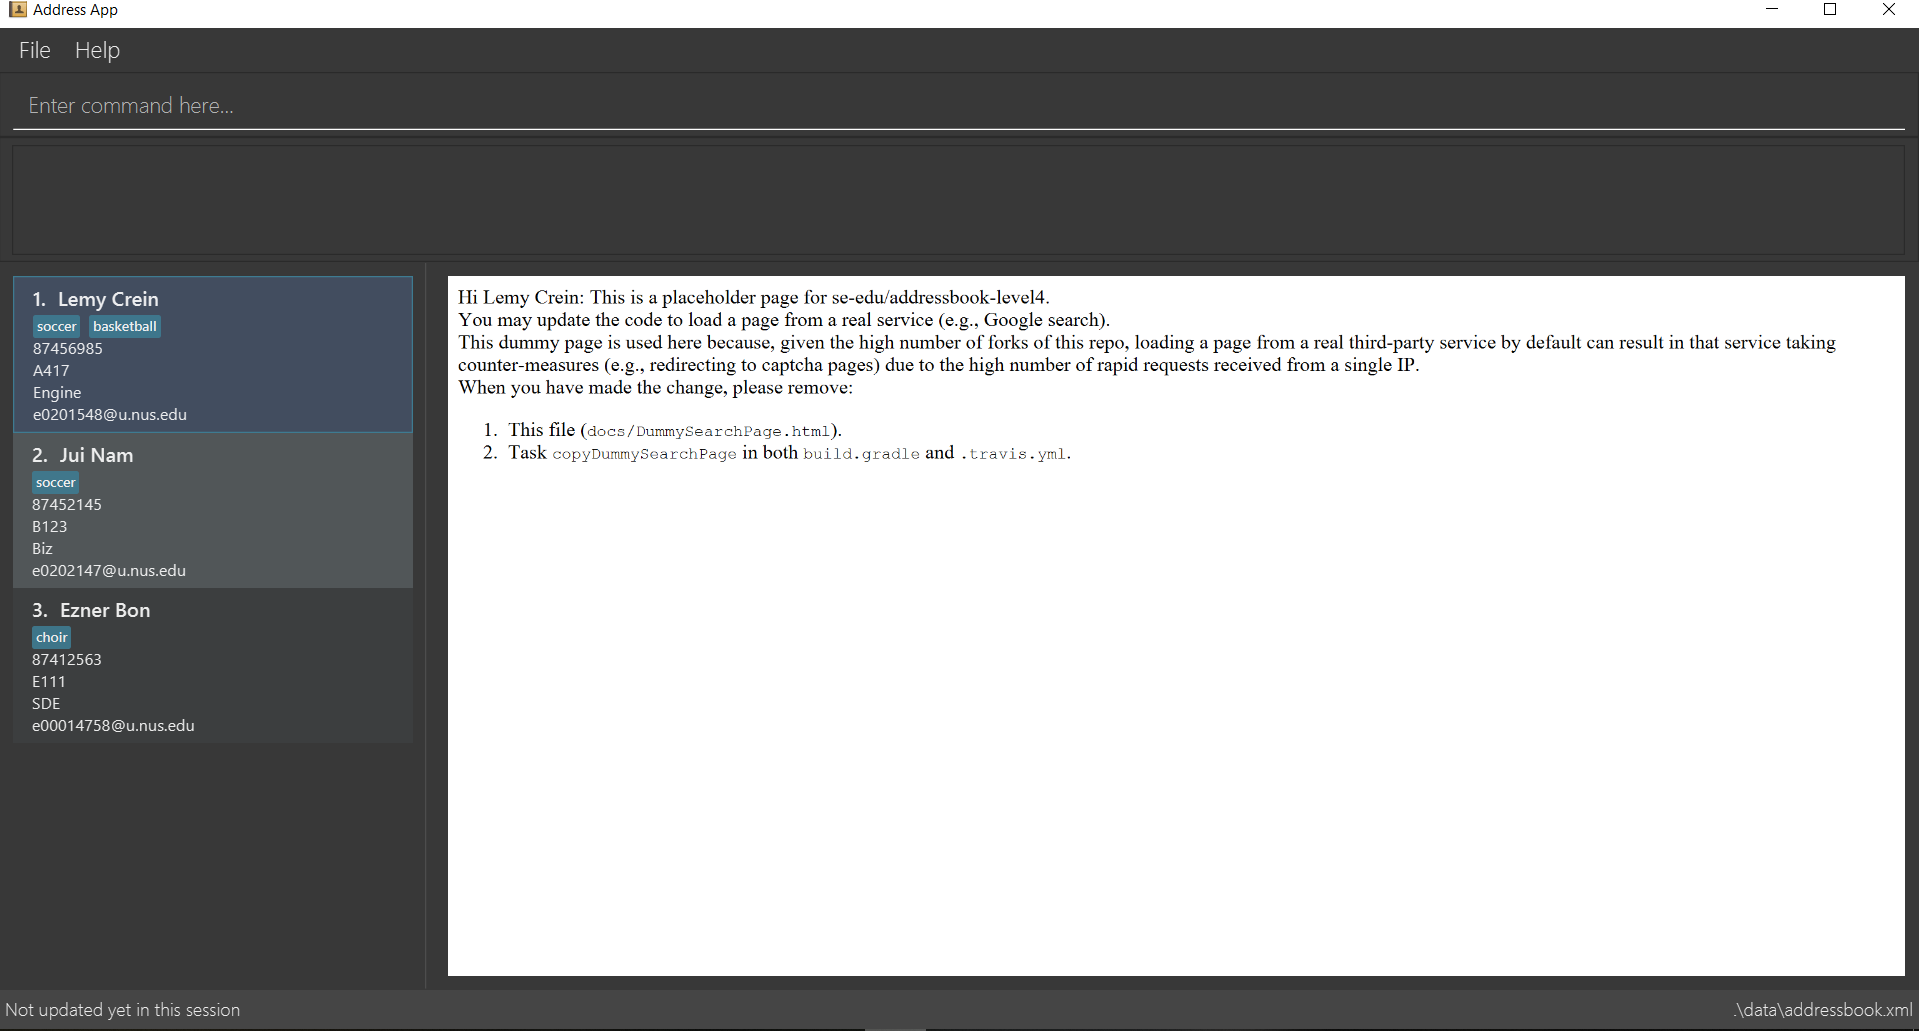 Address App
File Help
Enter command here...
1. Lemy Crein
soccer basketball
87456985
A417
Engine
e0201548@u.nus.edu
2. Jui Nam
soccer
87452145
B123
Biz
e0202147@u.nus.edu
3. Ezner Bon
choir
87412563
E111
SDE
e00014758@u.nus.edu
Hi Lemy Crein: This is a placeholder page for se-edu/addressbook-level4.
You may update the code to load a page from a real service (e.g., Google search).
This dummy page is used here because, given the high number of forks of this repo, loading a page from a real third-party service by default can result in that service taking
counter-measures (e.g., redirecting to captcha pages) due to the high number of rapid requests received from a single IP.
When you have made the change, please remove:
1. This file (docs/DummySearchPage.html).
2. Task copyDummySearchPage in both build.gradle and .travis.yml.
Not updated yet in this session
.\data\addressbook.xml